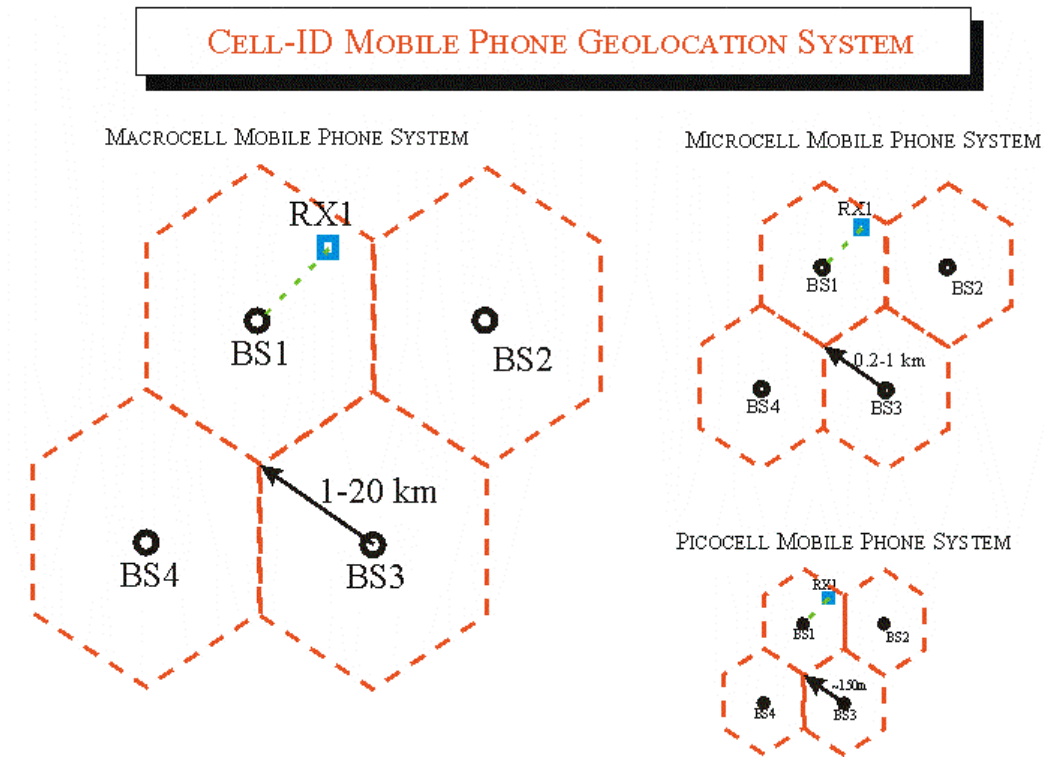 CELL-ID MOBILE PHONE GEOLOCATION SYSTEM
MACROCELL MOBILE PHONE SYSTEM
RX1
BS1
BS2
1-20 km
BS4
BS3
MICROCELL MOBILE PHONE SYSTEM
RX1
BS1
BS2
0.2-1 km
BS4
BS3
PICOCELL MOBILE PHONE SYSTEM
RX1
BS1
BS2
~150m
BS4
BS3